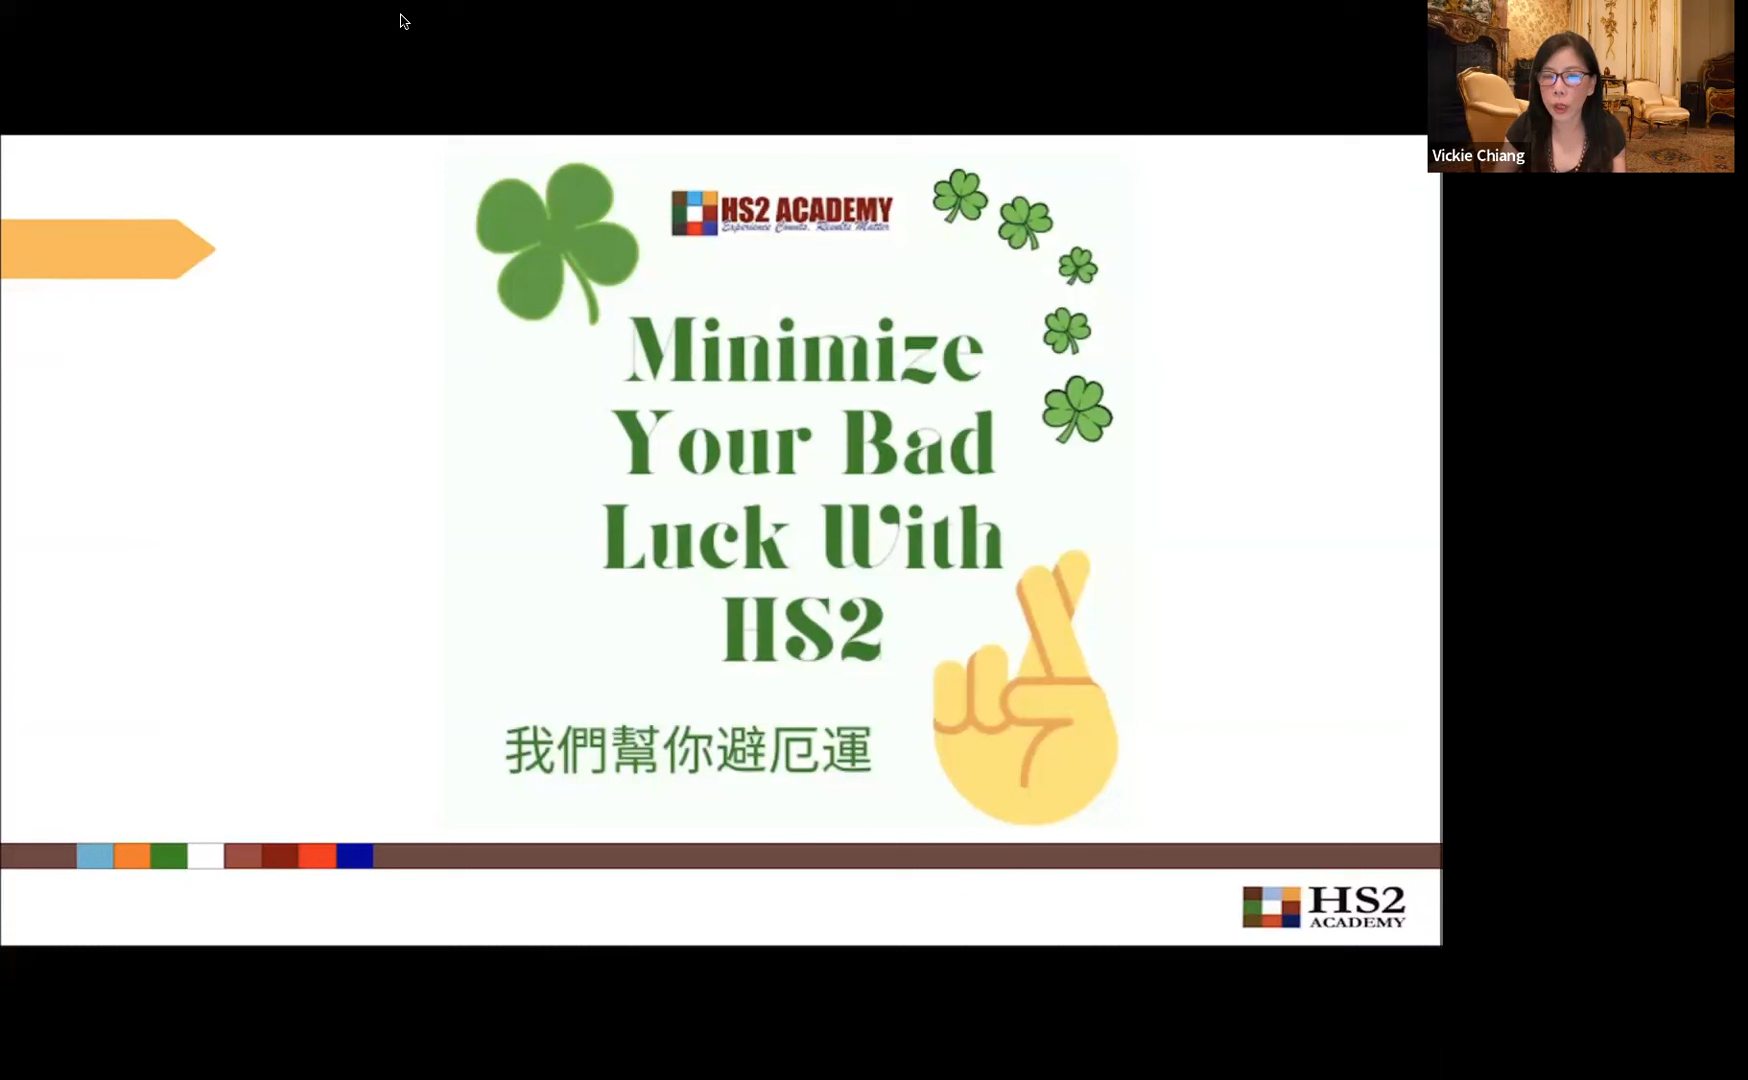 Vickie Chiang
HS2 ACADEMY
Experience Counts, Results Matter
Minimize
Your Bad
Luck With
HS2
我們幫你避厄運
HS2
ACADEMY